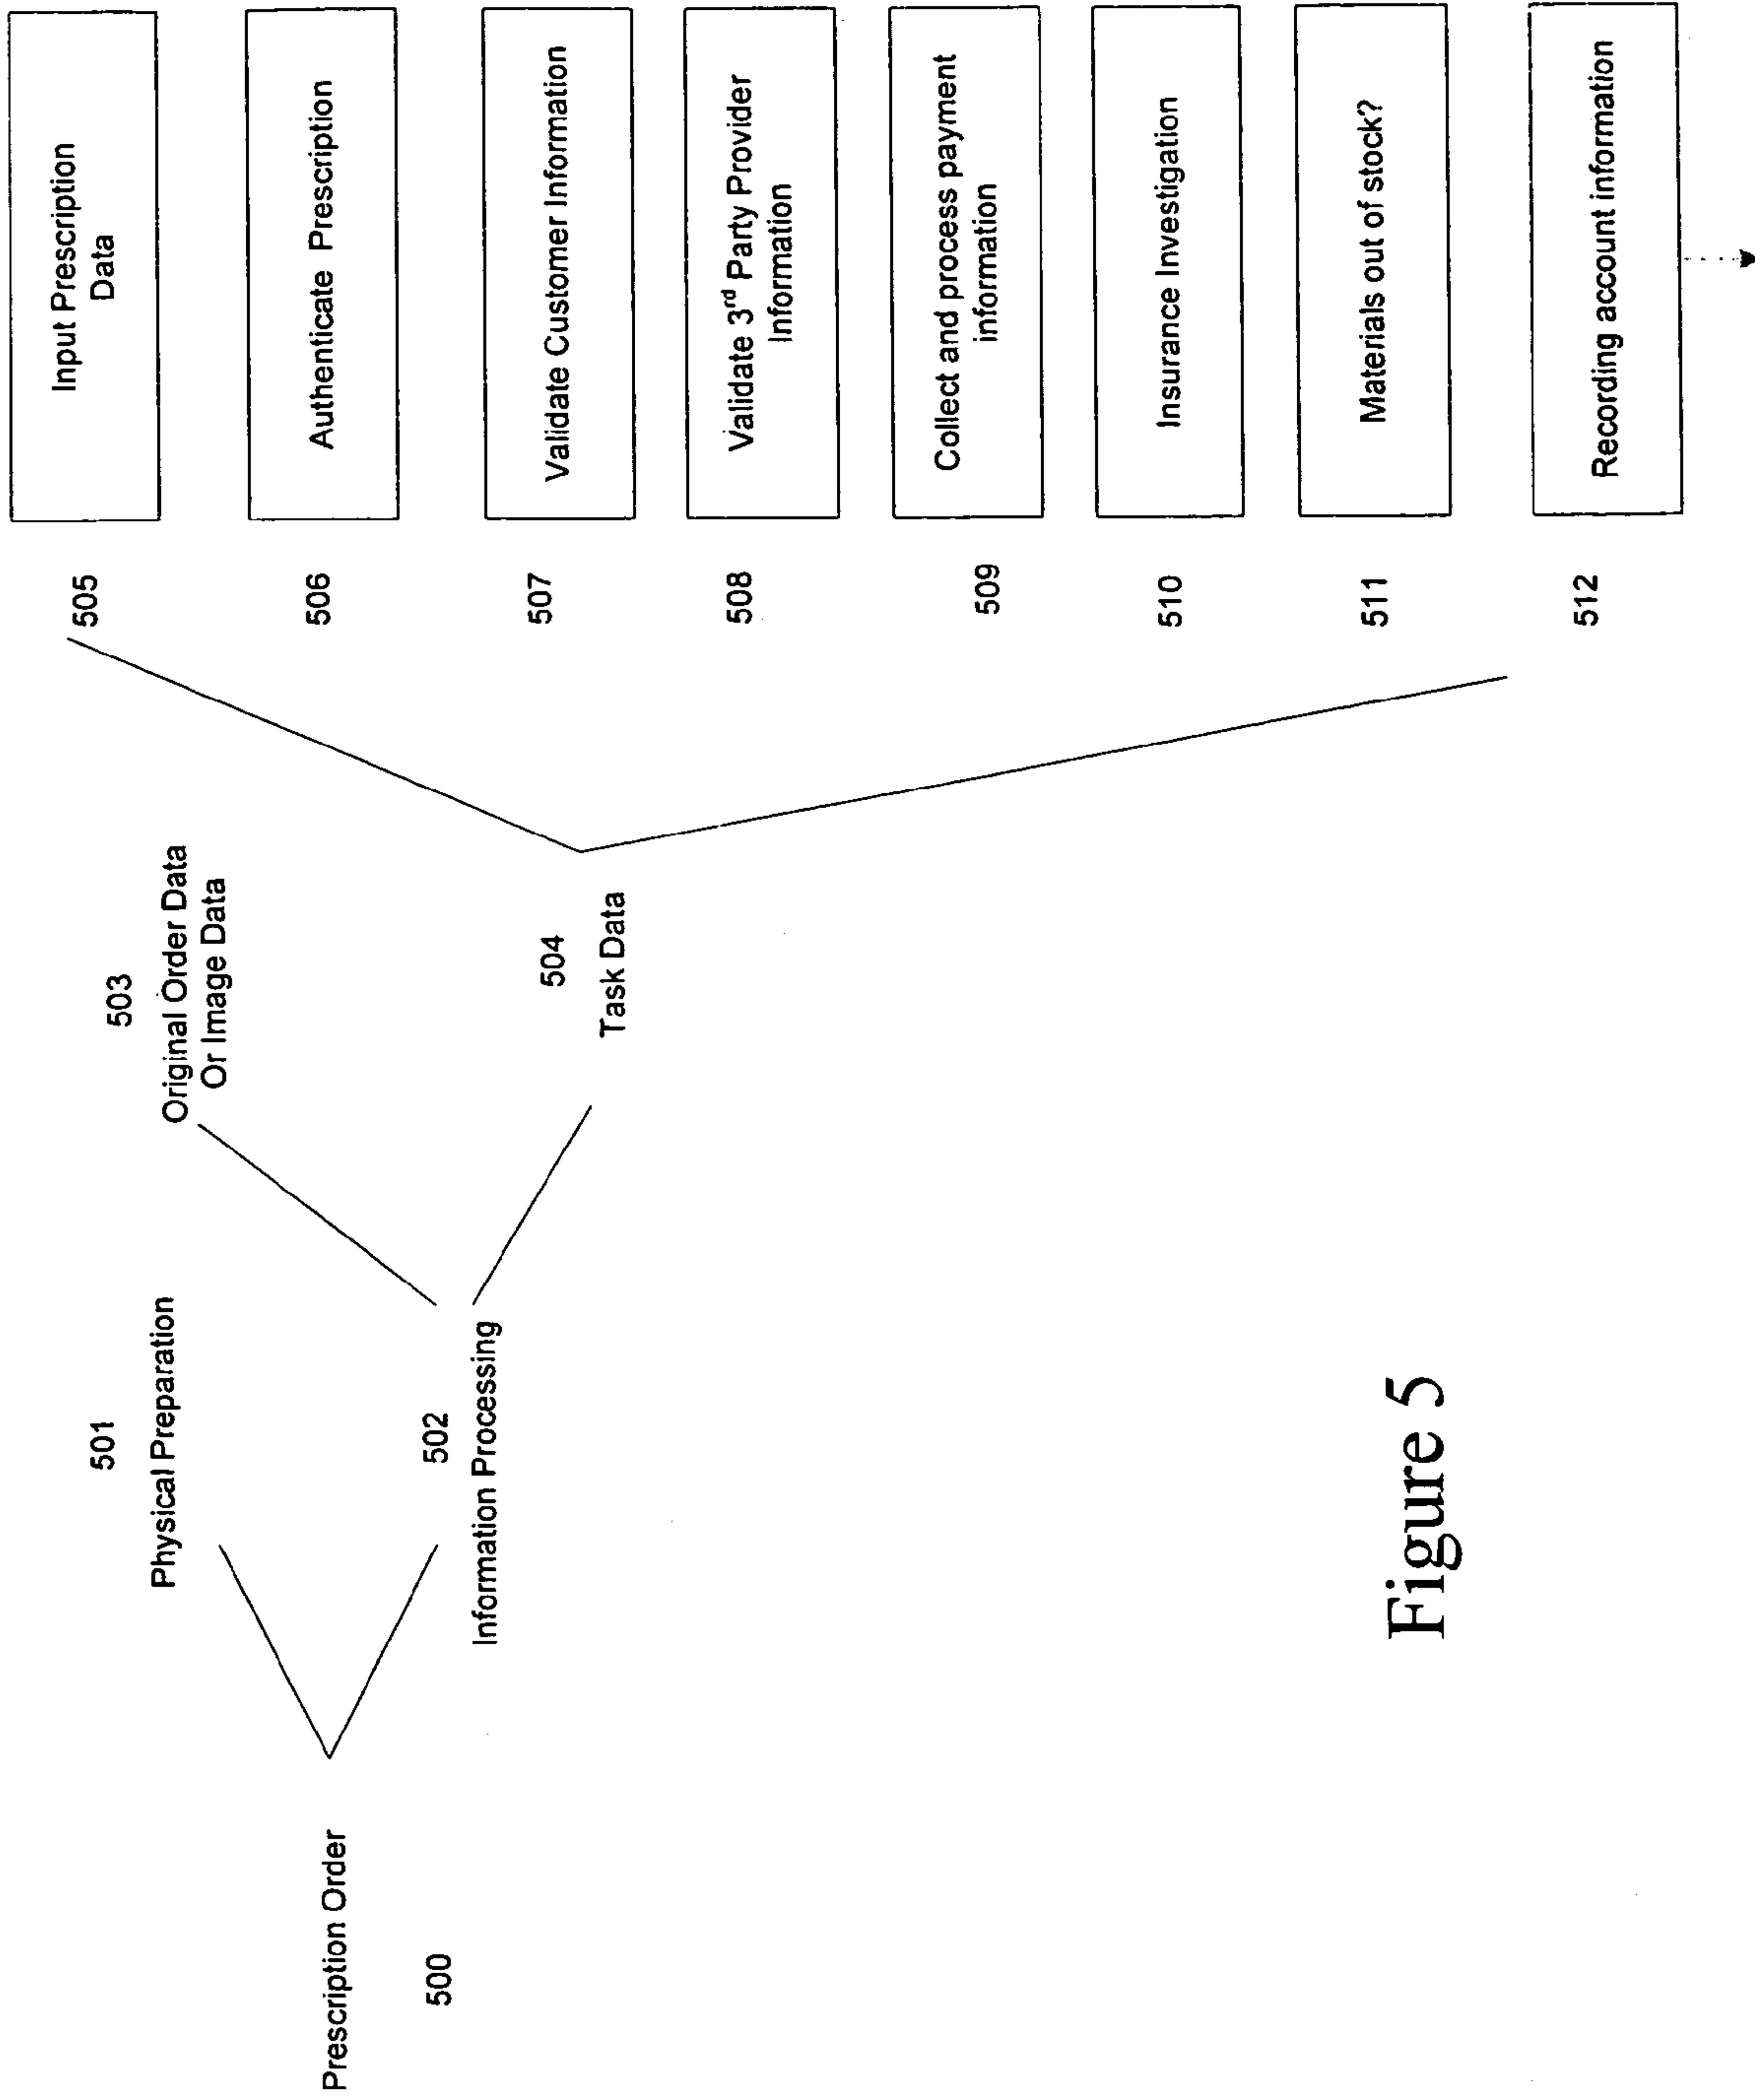 Prescription Order
500
501
Physical Preparation
502
Information Processing
503
Original Order Data
Or Image Data
504
Task Data
505
Input Prescription
Data
506
Authenticate Prescription
507
Validate Customer Information
508
Validate 3rd Party Provider
Information
509
Collect and process payment
information
510
Insurance Investigation
511
Materials out of stock?
512
Recording account information
Figure 5